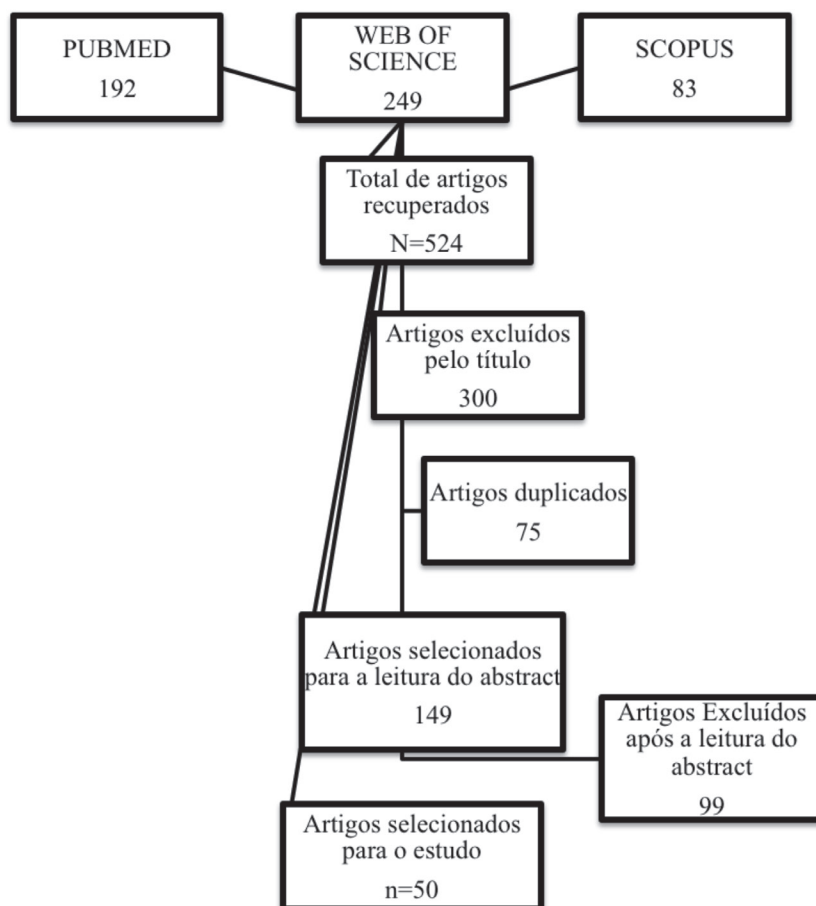 PUBMED
192
WEB OF
SCIENCE
249
SCOPUS
83
Total de artigos
recuperados
N=524
Artigos excluídos
pelo título
300
Artigos duplicados
75
Artigos selecionados
para a leitura do abstract
149
Artigos Excluídos
após a leitura do
abstract
99
Artigos selecionados
para o estudo
n=50